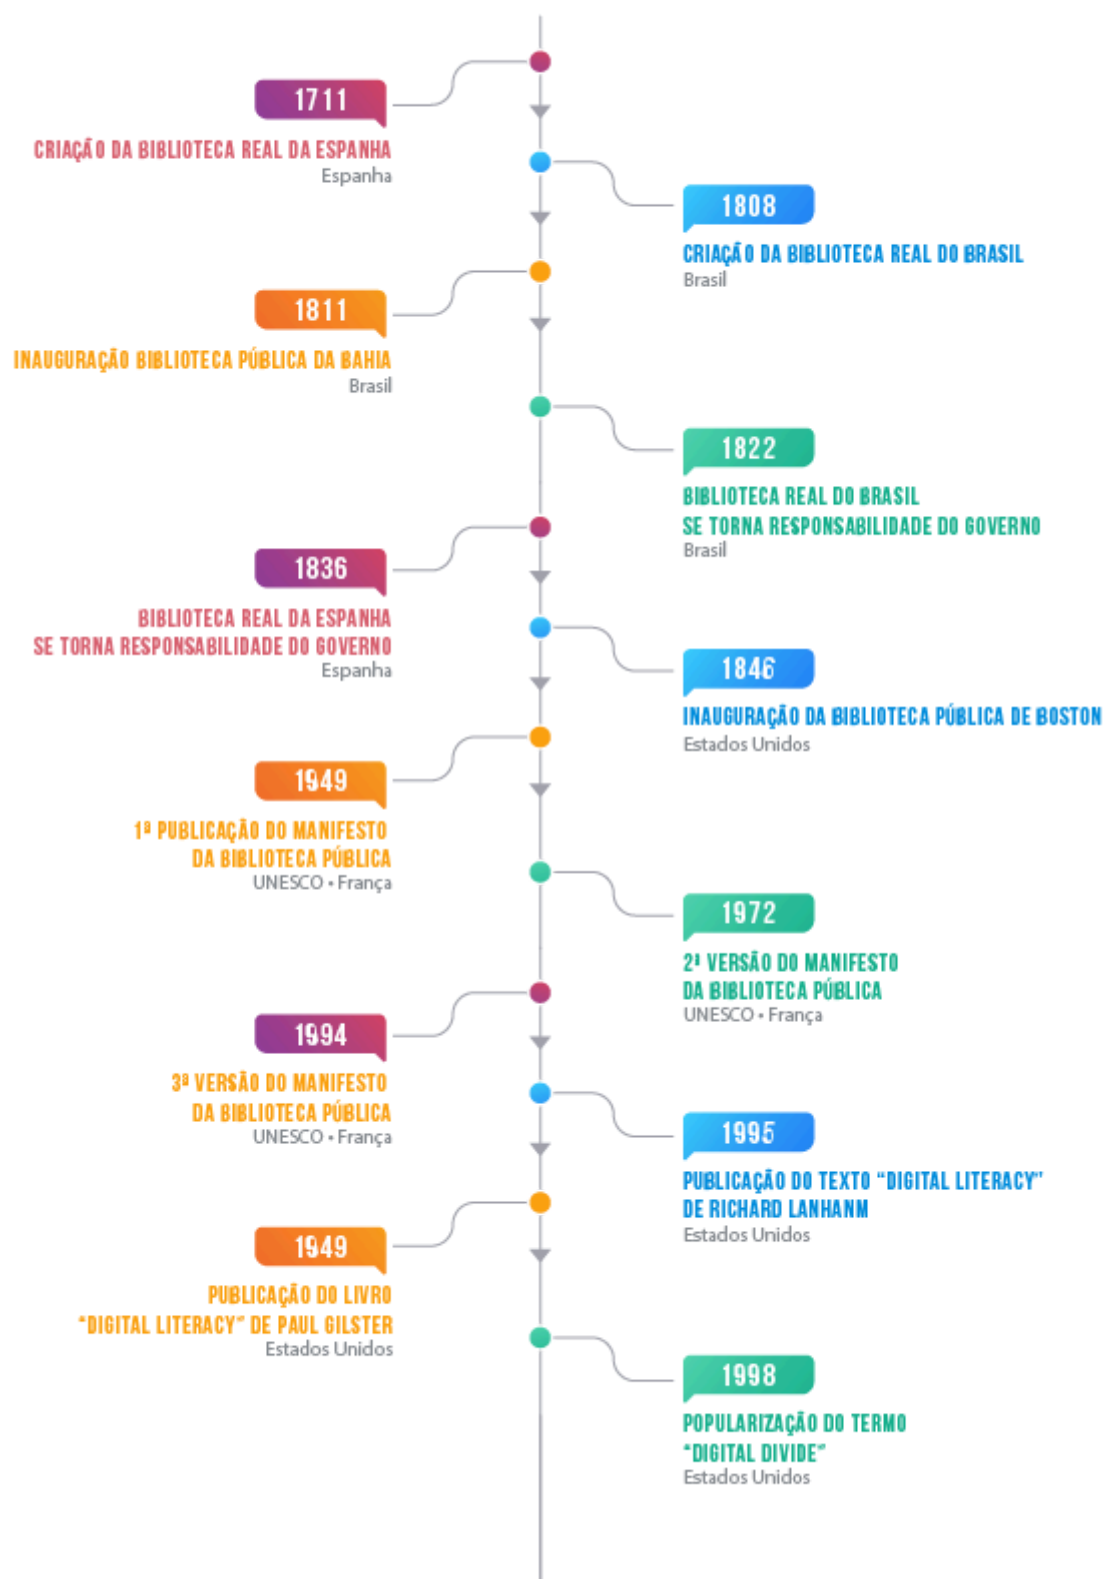 1711
CRIAÇÃO DA BIBLIOTECA REAL DA ESPANHA
Espanha
1808
CRIAÇÃO DA BIBLIOTECA REAL DO BRASIL
Brasil
1811
INAUGURAÇÃO BIBLIOTECA PÚBLICA DA BAHIA
Brasil
1822
BIBLIOTECA REAL DO BRASIL
SE TORNA RESPONSABILIDADE DO GOVERNO
Brasil
1836
BIBLIOTECA REAL DA ESPANHA
SE TORNA RESPONSABILIDADE DO GOVERNO
Espanha
1846
INAUGURAÇÃO DA BIBLIOTECA PÚBLICA DE BOSTON
Estados Unidos
1949
1ª PUBLICAÇÃO DO MANIFESTO
DA BIBLIOTECA PÚBLICA
UNESCO • França
1972
2ª VERSÃO DO MANIFESTO
DA BIBLIOTECA PÚBLICA
UNESCO • França
1994
3ª VERSÃO DO MANIFESTO
DA BIBLIOTECA PÚBLICA
UNESCO • França
1995
PUBLICAÇÃO DO TEXTO “DIGITAL LITERACY”
DE RICHARD LANHANM
Estados Unidos
1949
PUBLICAÇÃO DO LIVRO
“DIGITAL LITERACY” DE PAUL GILSTER
Estados Unidos
1998
POPULARIZAÇÃO DO TERMO
“DIGITAL DIVIDE”
Estados Unidos